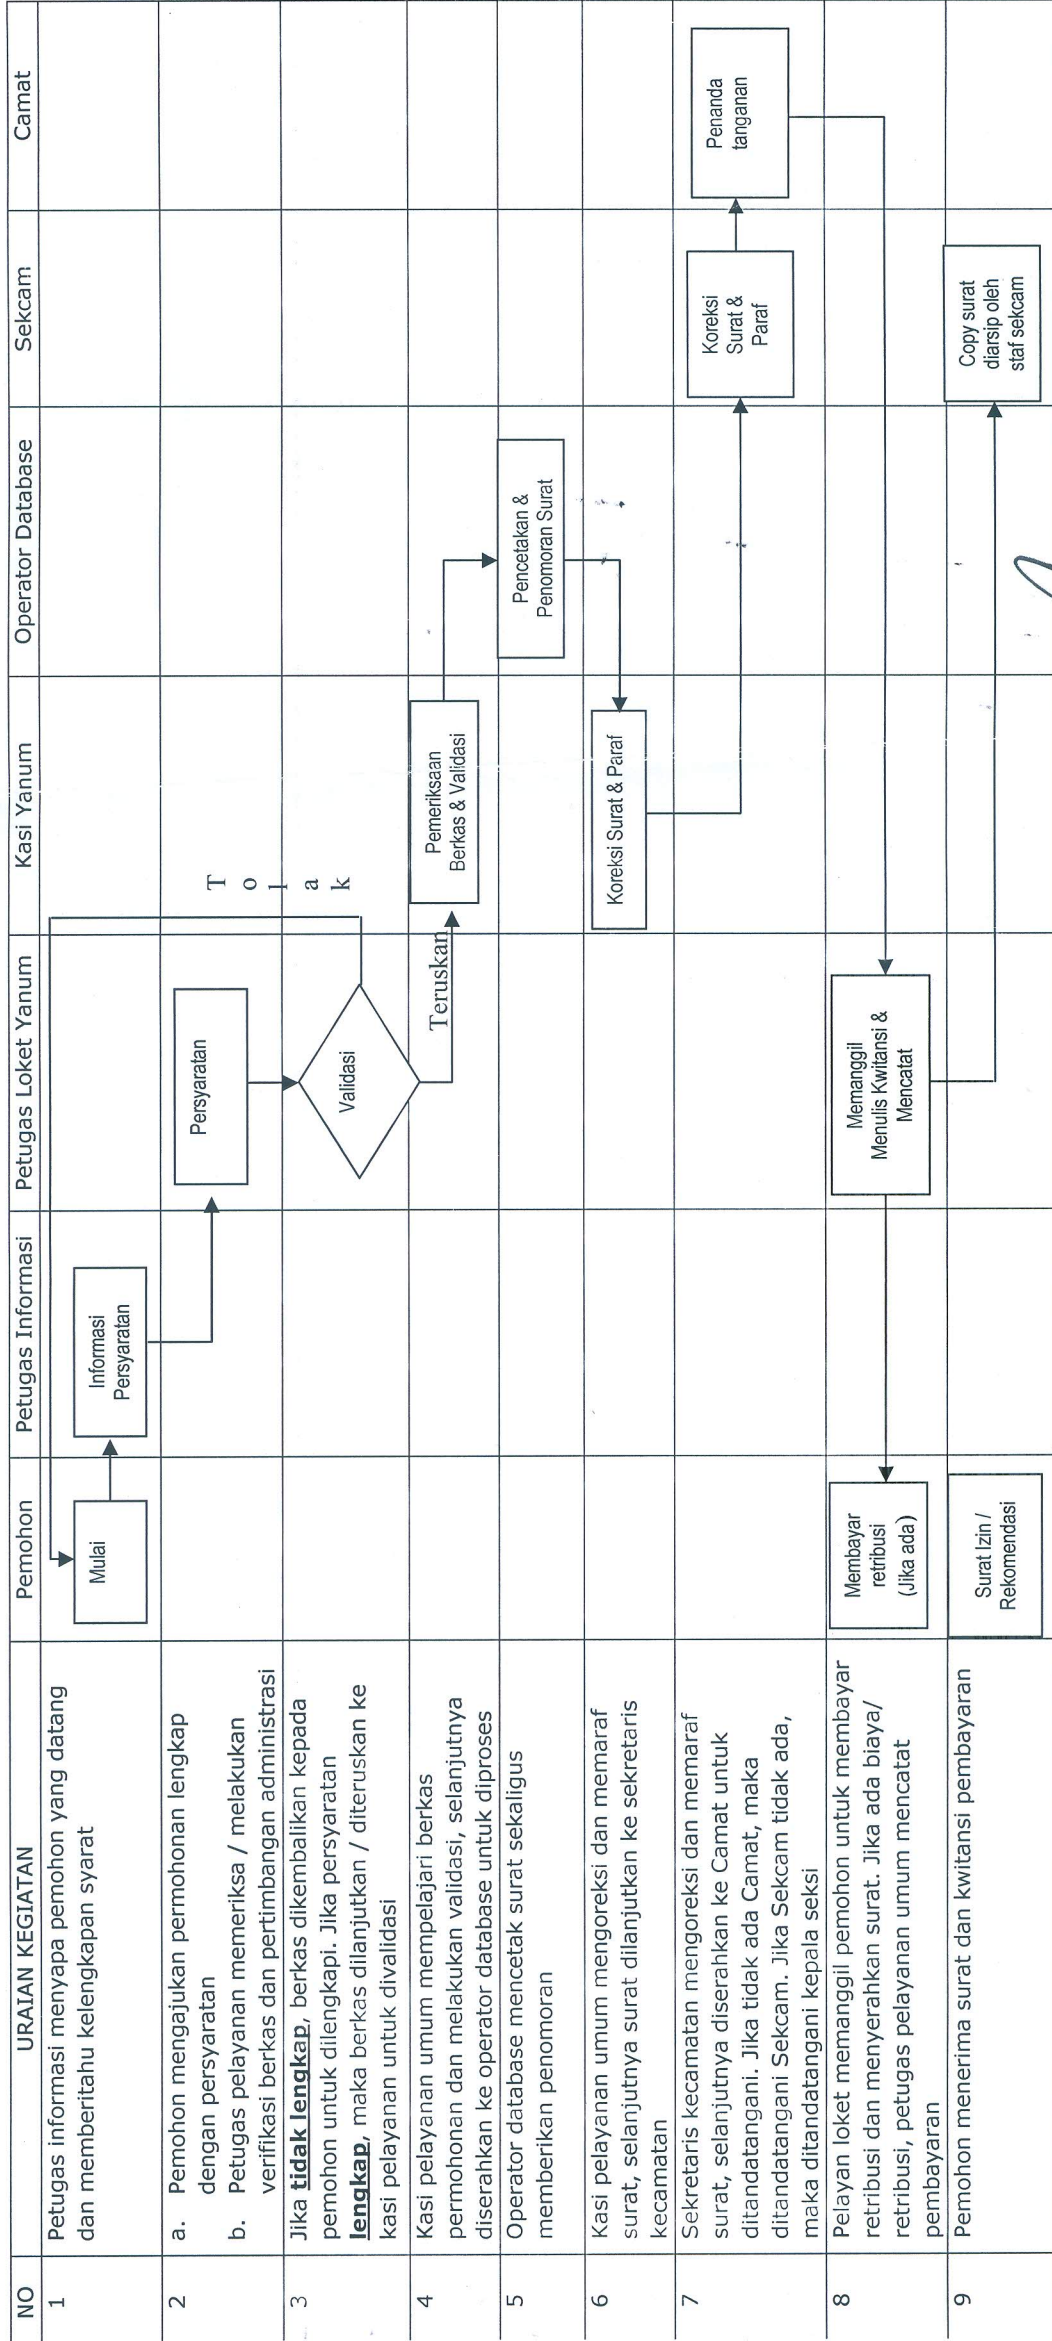 NO
URAIAN KEGIATAN
Pemohon
Petugas Informasi
Petugas Loket Yanum
Kasi Yanum
Operator Database
Sekcam
Camat
1
Petugas informasi menyapa pemohon yang datang
dan memberitahu kelengkapan syarat
Mulai
Informasi
Persyaratan
2
a. Pemohon mengajukan permohonan lengkap
dengan persyaratan
b. Petugas pelayanan memeriksa / melakukan
verifikasi berkas dan pertimbangan administrasi
Persyaratan
T
o
l
a
k
3
Jika tidak lengkap, berkas dikembalikan kepada
pemohon untuk dilengkapi. Jika persyaratan
lengkap, maka berkas dilanjutkan / diteruskan ke
kasi pelayanan untuk divalidasi
Validasi
4
Kasi pelayanan umum mempelajari berkas
permohonan dan melakukan validasi, selanjutnya
diserahkan ke operator database untuk diproses
Teruskan
Pemeriksaan
Berkas & Validasi
5
Operator database mencetak surat sekaligus
memberikan penomoran
Pencetakan &
Penomoran Surat
6
Kasi pelayanan umum mengoreksi dan memaraf
surat, selanjutnya surat dilanjutkan ke sekretaris
kecamatan
Koreksi Surat & Paraf
7
Sekretaris kecamatan mengoreksi dan memaraf
surat, selanjutnya diserahkan ke Camat untuk
ditandatangani. Jika tidak ada Camat, maka
ditandatangani Sekcam. Jika Sekcam tidak ada,
maka ditandatangani kepala seksi
Koreksi
Surat &
Paraf
Penanda
tanganan
8
Pelayan loket memanggil pemohon untuk membayar
retribusi dan menyerahkan surat. Jika ada biaya/
retribusi, petugas pelayanan umum mencatat
pembayaran
Membayar
retribusi
(Jika ada)
Memanggil
Menulis Kwitansi &
Mencatat
9
Pemohon menerima surat dan kwitansi pembayaran
Surat Izin /
Rekomendasi
Copy surat
diarsip oleh
staf sekcam